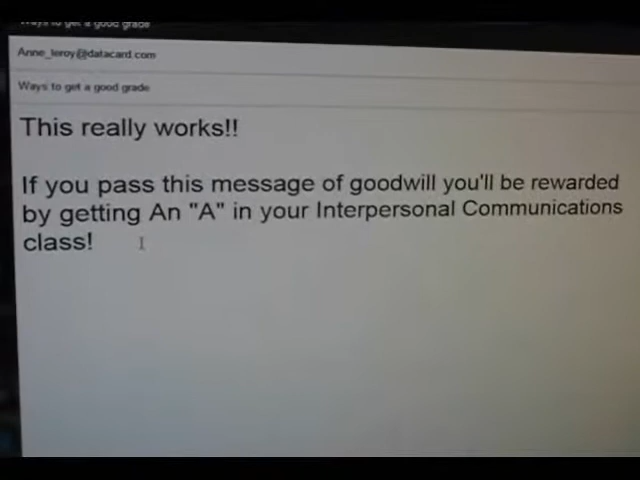 Ways to get a good grade
Anne_leroy@datacard.com
Ways to get a good grade
This really works!!
If you pass this message of goodwill you'll be rewarded
by getting An "A" in your Interpersonal Communications
class!